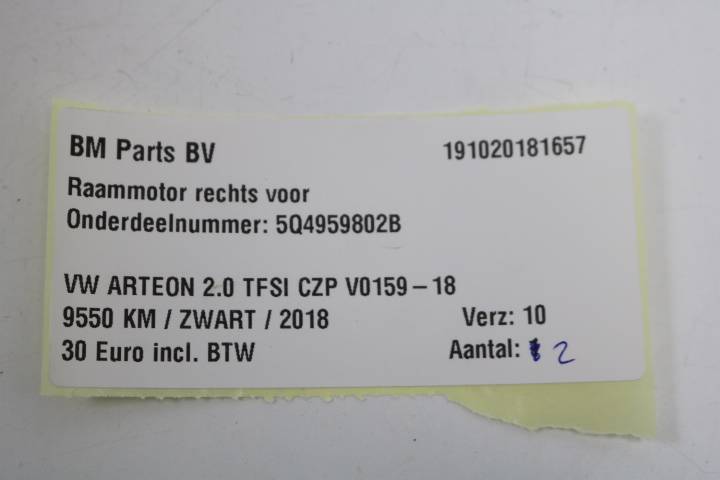 BM Parts BV 191020181657
Raammotor rechts voor
Onderdeelnummer: 5Q4959802B
VW ARTEON 2.0 TFSI CZP V0159-18
9550 KM / ZWART / 2018 Verz: 10
30 Euro incl. BTW Aantal: 2